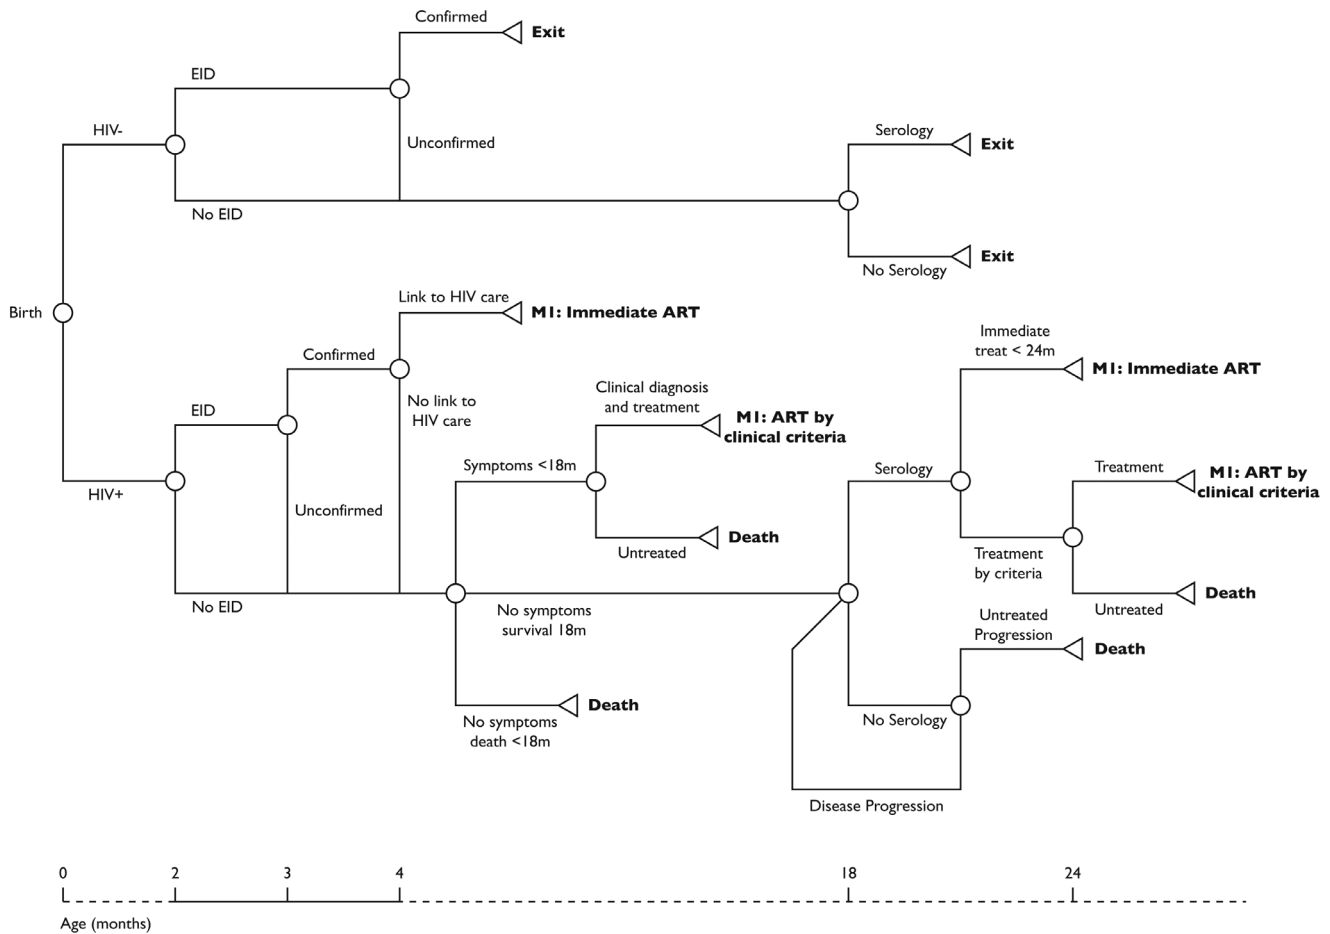 Confirmed
Exit
EID
HIV-
Unconfirmed
Serology
Exit
No EID
No Serology
Exit
Birth
Link to HIV care
M1: Immediate ART
Confirmed
No link to
HIV care
EID
HIV+
Unconfirmed
No EID
Clinical diagnosis
and treatment
M1: ART by
clinical criteria
Symptoms <18m
Untreated
Death
No symptoms
survival 18m
No symptoms
death <18m
Death
Immediate
treat < 24m
M1: Immediate ART
Serology
Treatment
M1: ART by
clinical criteria
Treatment
by criteria
Untreated
Death
Untreated
Progression
Death
No Serology
Disease Progression
0 2 3 4 18 24
Age (months)